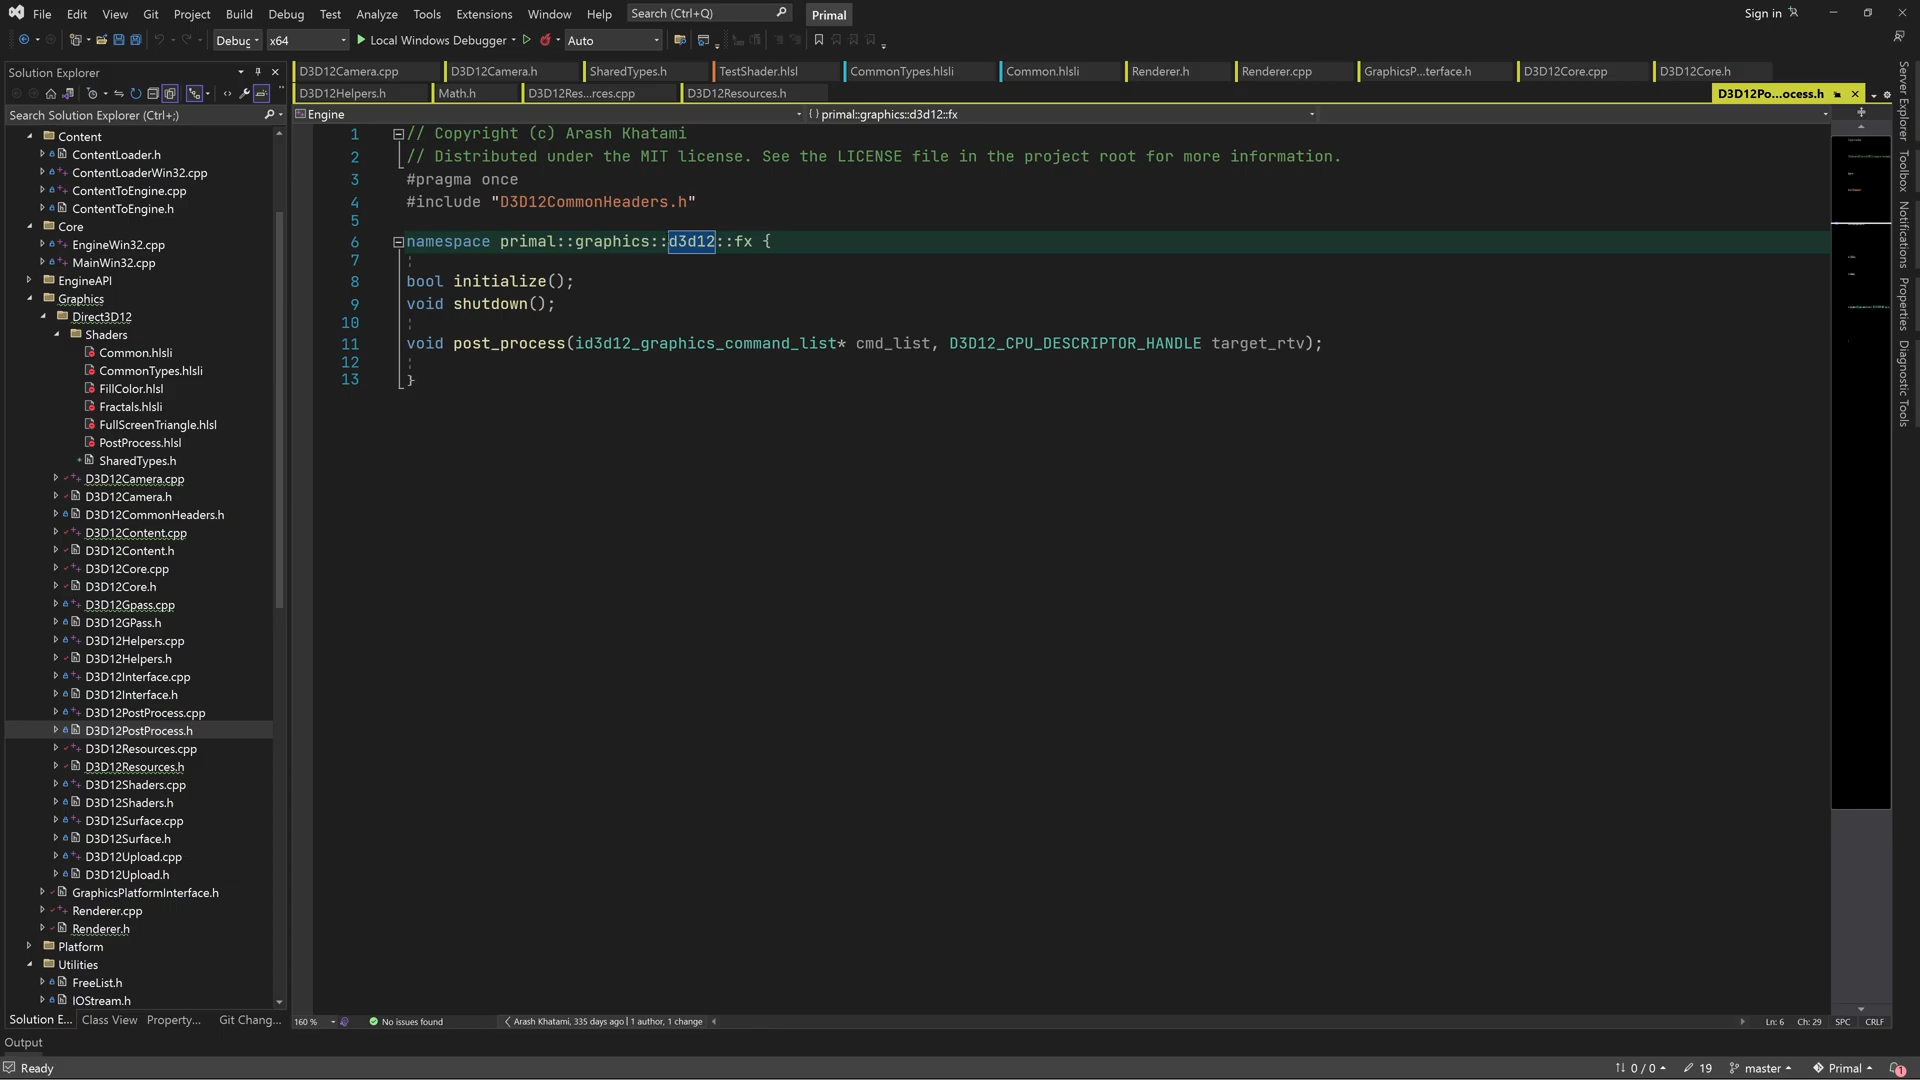 File Edit View Git Project Build Debug Test Analyze Tools Extensions Window Help Search (Ctrl+Q) Primal Sign in
Debug x64 Local Windows Debugger Auto
Solution Explorer
Search Solution Explorer (Ctrl+;)
Content
ContentLoader.h
ContentLoaderWin32.cpp
ContentToEngine.cpp
ContentToEngine.h
Core
EngineWin32.cpp
MainWin32.cpp
EngineAPI
Graphics
Direct3D12
Shaders
Common.hlsli
CommonTypes.hlsli
FillColor.hlsl
Fractals.hlsli
FullScreenTriangle.hlsl
PostProcess.hlsl
SharedTypes.h
D3D12Camera.cpp
D3D12Camera.h
D3D12CommonHeaders.h
D3D12Content.cpp
D3D12Content.h
D3D12Core.cpp
D3D12Core.h
D3D12Gpass.cpp
D3D12GPass.h
D3D12Helpers.cpp
D3D12Helpers.h
D3D12Interface.cpp
D3D12Interface.h
D3D12PostProcess.cpp
D3D12PostProcess.h
D3D12Resources.cpp
D3D12Resources.h
D3D12Shaders.cpp
D3D12Shaders.h
D3D12Surface.cpp
D3D12Surface.h
D3D12Upload.cpp
D3D12Upload.h
GraphicsPlatformInterface.h
Renderer.cpp
Renderer.h
Platform
Utilities
FreeList.h
IOStream.h
Solution E... Class View Property... Git Chang...
D3D12Camera.cpp D3D12Camera.h SharedTypes.h TestShader.hlsl CommonTypes.hlsli Common.hlsli Renderer.h Renderer.cpp GraphicsP...terface.h D3D12Core.cpp D3D12Core.h
D3D12Helpers.h Math.h D3D12Res...rces.cpp D3D12Resources.h D3D12Po...ocess.h
Engine { } primal::graphics::d3d12::fx
1 // Copyright (c) Arash Khatami
2 // Distributed under the MIT license. See the LICENSE file in the project root for more information.
3 #pragma once
4 #include "D3D12CommonHeaders.h"
5
6 namespace primal::graphics::d3d12::fx {
7
8 bool initialize();
9 void shutdown();
10
11 void post_process(id3d12_graphics_command_list* cmd_list, D3D12_CPU_DESCRIPTOR_HANDLE target_rtv);
12
13 }
160 % No issues found Arash Khatami, 335 days ago | 1 author, 1 change Ln: 6 Ch: 29 SPC CRLF
Server Explorer
Toolbox
Notifications
Properties
Diagnostic Tools
Output
Ready 0 / 0 19 master Primal 1